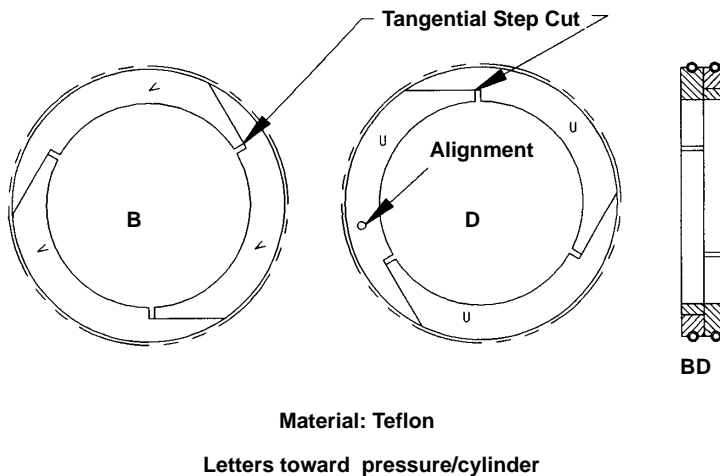 Tangential Step Cut
Alignment
B
D
BD
Material: Teflon
Letters toward pressure/cylinder